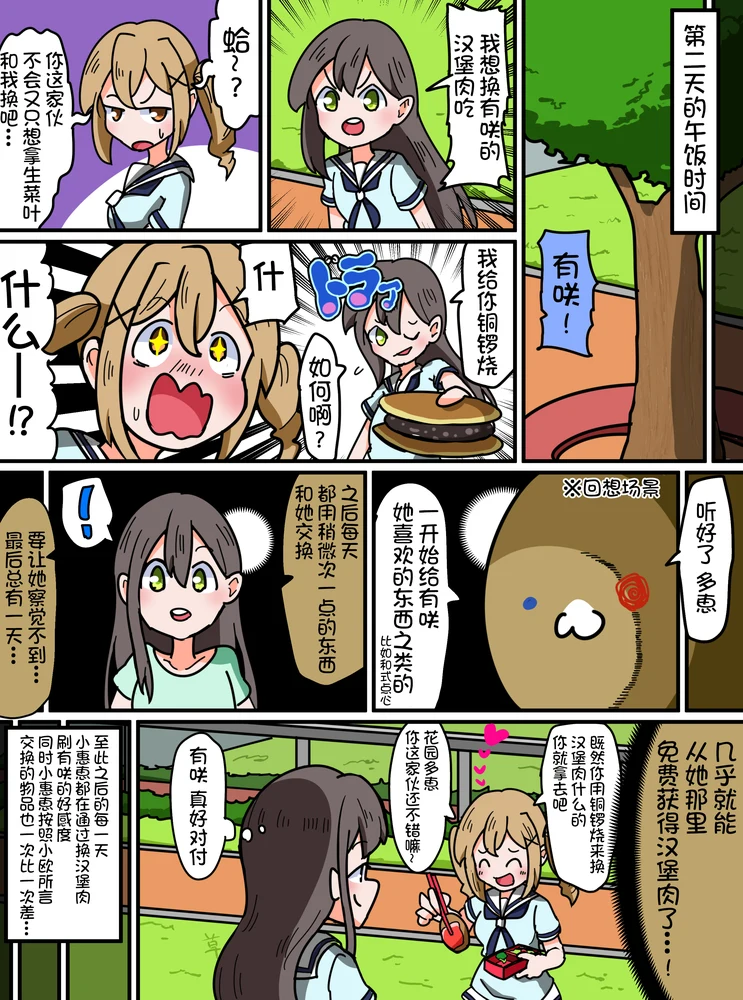 第二天的午饭时间
有咲！
我想换有咲的
汉堡肉吃
蛤~？
你这家伙
不会又只想拿生菜叶
和我换吧…
我给你铜锣烧
ドラァ
如何啊？
什
什么—!?
听好了 多惠
※回想场景
一开始给有咲
她喜欢的东西之类的
比如和式点心
之后每天
都用稍微次一点的东西
和她交换
！
要让她察觉不到…
最后总有一天…
几乎就能
从她那里
免费获得汉堡肉了…！
既然你用铜锣烧来换
汉堡肉什么的
你就拿去吧
花园多惠
你这家伙还不错嘛~
有咲 真好对付
草
至此之后的每一天
小惠惠都在通过换汉堡肉
刷有咲的好感度
同时小惠惠按照小欧所言
交换的物品也一次比一次差…